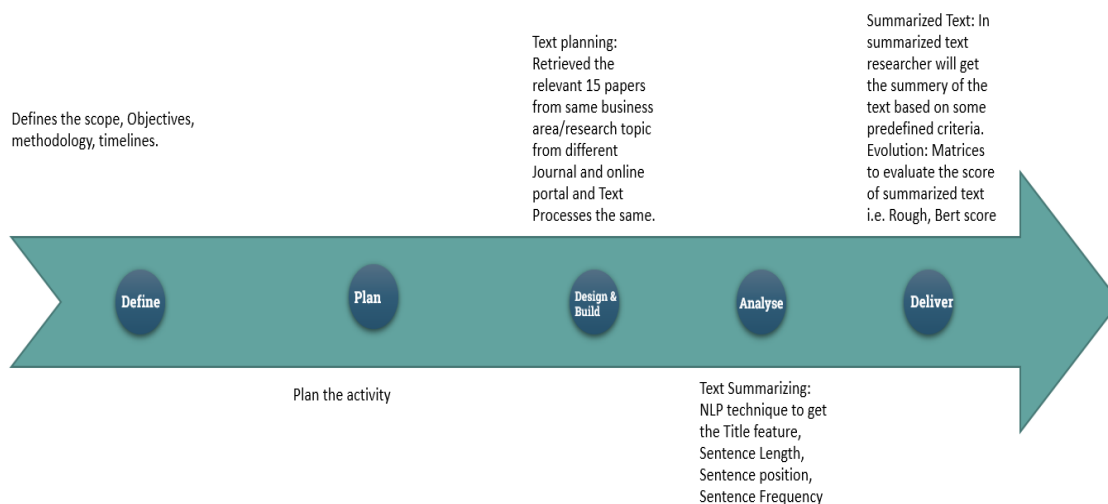 Defines the scope, Objectives,
methodology, timelines.
Text planning:
Retrieved the
relevant 15 papers
from same business
area/research topic
from different
Journal and online
portal and Text
Processes the same.
Summarized Text: In
summarized text
researcher will get
the summery of the
text based on some
predefined criteria.
Evolution: Matrices
to evaluate the score
of summarized text
i.e. Rough, Bert score
Define
Plan
Design &
Build
Analyse
Deliver
Plan the activity
Text Summarizing:
NLP technique to get
the Title feature,
Sentence Length,
Sentence position,
Sentence Frequency